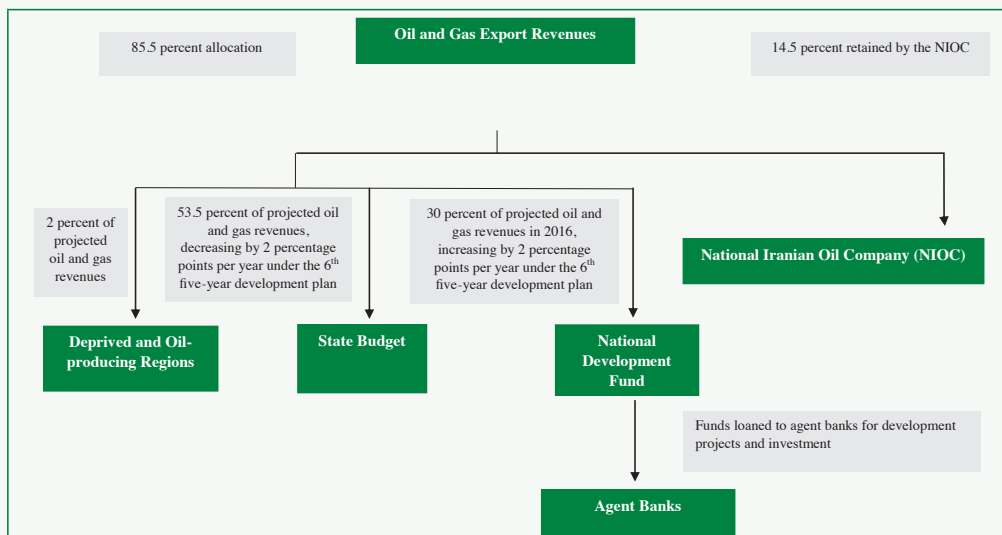 Oil and Gas Export Revenues
85.5 percent allocation
14.5 percent retained by the NIOC
2 percent of
projected
oil and gas
revenues
53.5 percent of projected oil
and gas revenues,
decreasing by 2 percentage
points per year under the 6th
five-year development plan
30 percent of projected oil and
gas revenues in 2016,
increasing by 2 percentage
points per year under the 6th
five-year development plan
National Iranian Oil Company (NIOC)
Deprived and Oil-
producing Regions
State Budget
National
Development
Fund
Funds loaned to agent banks for development
projects and investment
Agent Banks